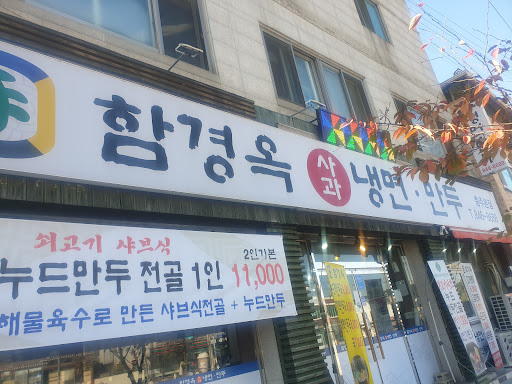 함경옥 사과 냉면·만두
쇠고기 샤브식
2인기본
누드만두 전골 1인 11,000
해물육수로 만든 샤브식전골 + 누드만두